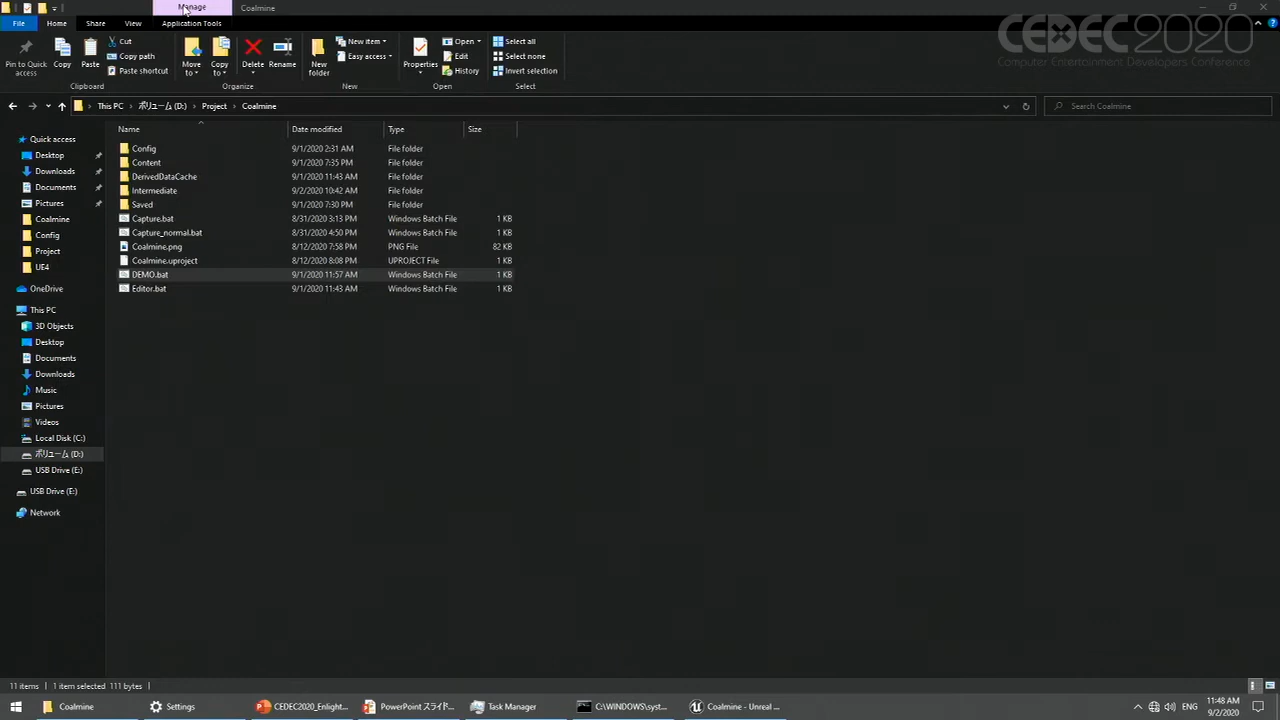 Manage
Coalmine
File
Home
Share
View
Application Tools
CEDEC2020
Computer Entertainment Developers Conference
Pin to Quick access
Copy
Paste
Cut
Copy path
Paste shortcut
Move to
Copy to
Delete
Rename
New folder
New item
Easy access
Properties
Open
Edit
History
Select all
Select none
Invert selection
Clipboard
Organize
New
Open
Select
This PC
ボリューム (D:)
Project
Coalmine
Search Coalmine
Name
Date modified
Type
Size
Quick access
Desktop
Downloads
Documents
Pictures
Coalmine
Config
Project
UE4
OneDrive
This PC
3D Objects
Desktop
Documents
Downloads
Music
Pictures
Videos
Local Disk (C:)
ボリューム (D:)
USB Drive (E:)
USB Drive (E:)
Network
Config 9/1/2020 2:31 AM File folder
Content 9/1/2020 7:35 PM File folder
DerivedDataCache 9/1/2020 11:43 AM File folder
Intermediate 9/2/2020 10:42 AM File folder
Saved 9/1/2020 7:30 PM File folder
Capture.bat 8/31/2020 3:13 PM Windows Batch File 1 KB
Capture_normal.bat 8/31/2020 4:50 PM Windows Batch File 1 KB
Coalmine.png 8/12/2020 7:58 PM PNG File 82 KB
Coalmine.uproject 8/12/2020 8:08 PM UPROJECT File 1 KB
DEMO.bat 9/1/2020 11:57 AM Windows Batch File 1 KB
Editor.bat 9/1/2020 11:43 AM Windows Batch File 1 KB
11 items
1 item selected 111 bytes
Coalmine
Settings
CEDEC2020_Enlight...
PowerPoint スライド...
Task Manager
C:\WINDOWS\syst...
Coalmine - Unreal ...
ENG
11:48 AM
9/2/2020